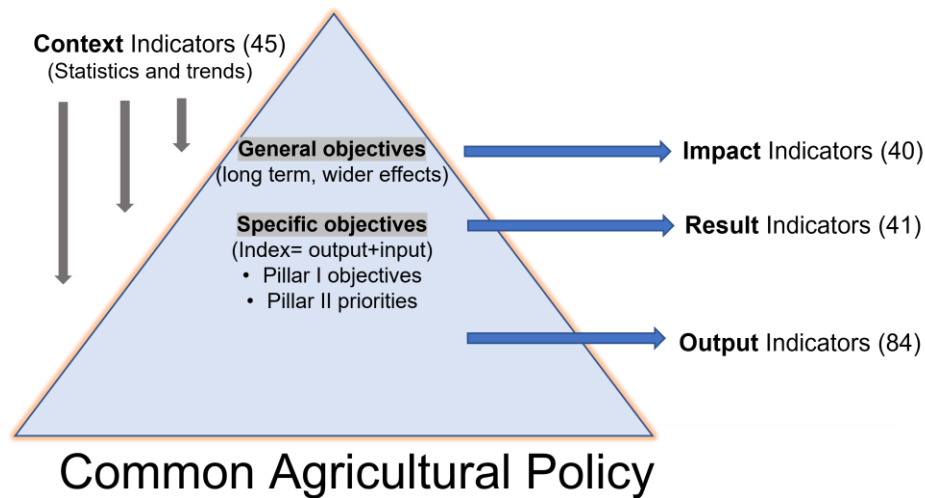 Context Indicators (45)
(Statistics and trends)
General objectives
(long term, wider effects)
Impact Indicators (40)
Specific objectives
(Index= output+input)
• Pillar I objectives
• Pillar II priorities
Result Indicators (41)
Output Indicators (84)
Common Agricultural Policy